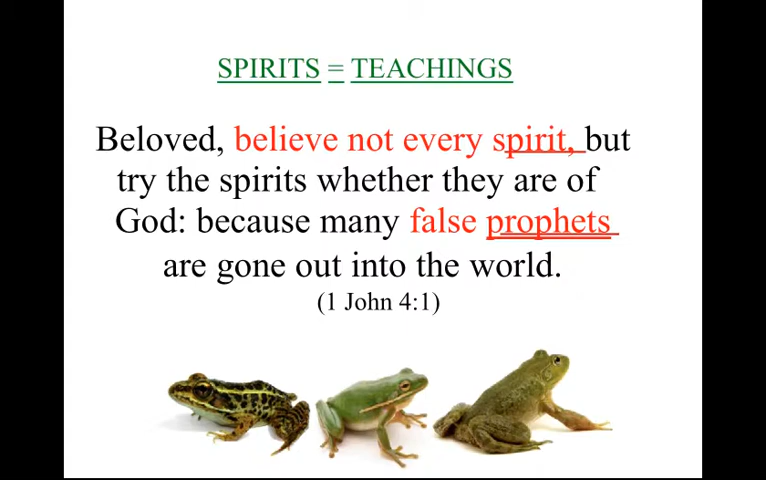 SPIRITS = TEACHINGS
Beloved, believe not every spirit, but
try the spirits whether they are of
God: because many false prophets
are gone out into the world.
(1 John 4:1)